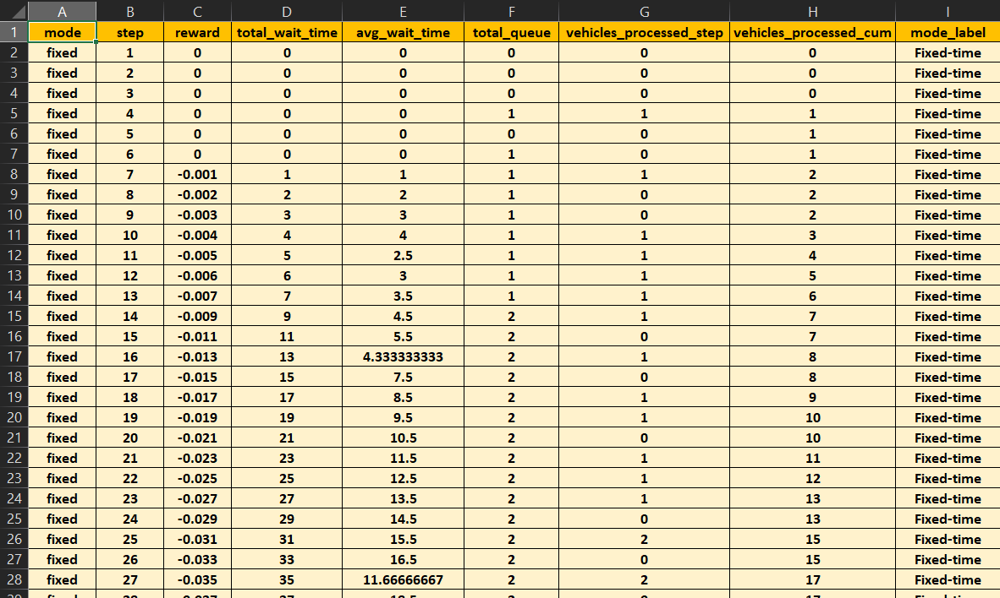 A B C D E F G H I
1 mode step reward total_wait_time avg_wait_time total_queue vehicles_processed_step vehicles_processed_cum mode_label
2 fixed 1 0 0 0 0 0 0 Fixed-time
3 fixed 2 0 0 0 0 0 0 Fixed-time
4 fixed 3 0 0 0 0 0 0 Fixed-time
5 fixed 4 0 0 0 1 1 1 Fixed-time
6 fixed 5 0 0 0 0 0 1 Fixed-time
7 fixed 6 0 0 0 1 0 1 Fixed-time
8 fixed 7 -0.001 1 1 1 1 2 Fixed-time
9 fixed 8 -0.002 2 2 1 0 2 Fixed-time
10 fixed 9 -0.003 3 3 1 0 2 Fixed-time
11 fixed 10 -0.004 4 4 1 1 3 Fixed-time
12 fixed 11 -0.005 5 2.5 1 1 4 Fixed-time
13 fixed 12 -0.006 6 3 1 1 5 Fixed-time
14 fixed 13 -0.007 7 3.5 1 1 6 Fixed-time
15 fixed 14 -0.009 9 4.5 2 1 7 Fixed-time
16 fixed 15 -0.011 11 5.5 2 0 7 Fixed-time
17 fixed 16 -0.013 13 4.333333333 2 1 8 Fixed-time
18 fixed 17 -0.015 15 7.5 2 0 8 Fixed-time
19 fixed 18 -0.017 17 8.5 2 1 9 Fixed-time
20 fixed 19 -0.019 19 9.5 2 1 10 Fixed-time
21 fixed 20 -0.021 21 10.5 2 0 10 Fixed-time
22 fixed 21 -0.023 23 11.5 2 1 11 Fixed-time
23 fixed 22 -0.025 25 12.5 2 1 12 Fixed-time
24 fixed 23 -0.027 27 13.5 2 1 13 Fixed-time
25 fixed 24 -0.029 29 14.5 2 0 13 Fixed-time
26 fixed 25 -0.031 31 15.5 2 2 15 Fixed-time
27 fixed 26 -0.033 33 16.5 2 0 15 Fixed-time
28 fixed 27 -0.035 35 11.66666667 2 2 17 Fixed-time